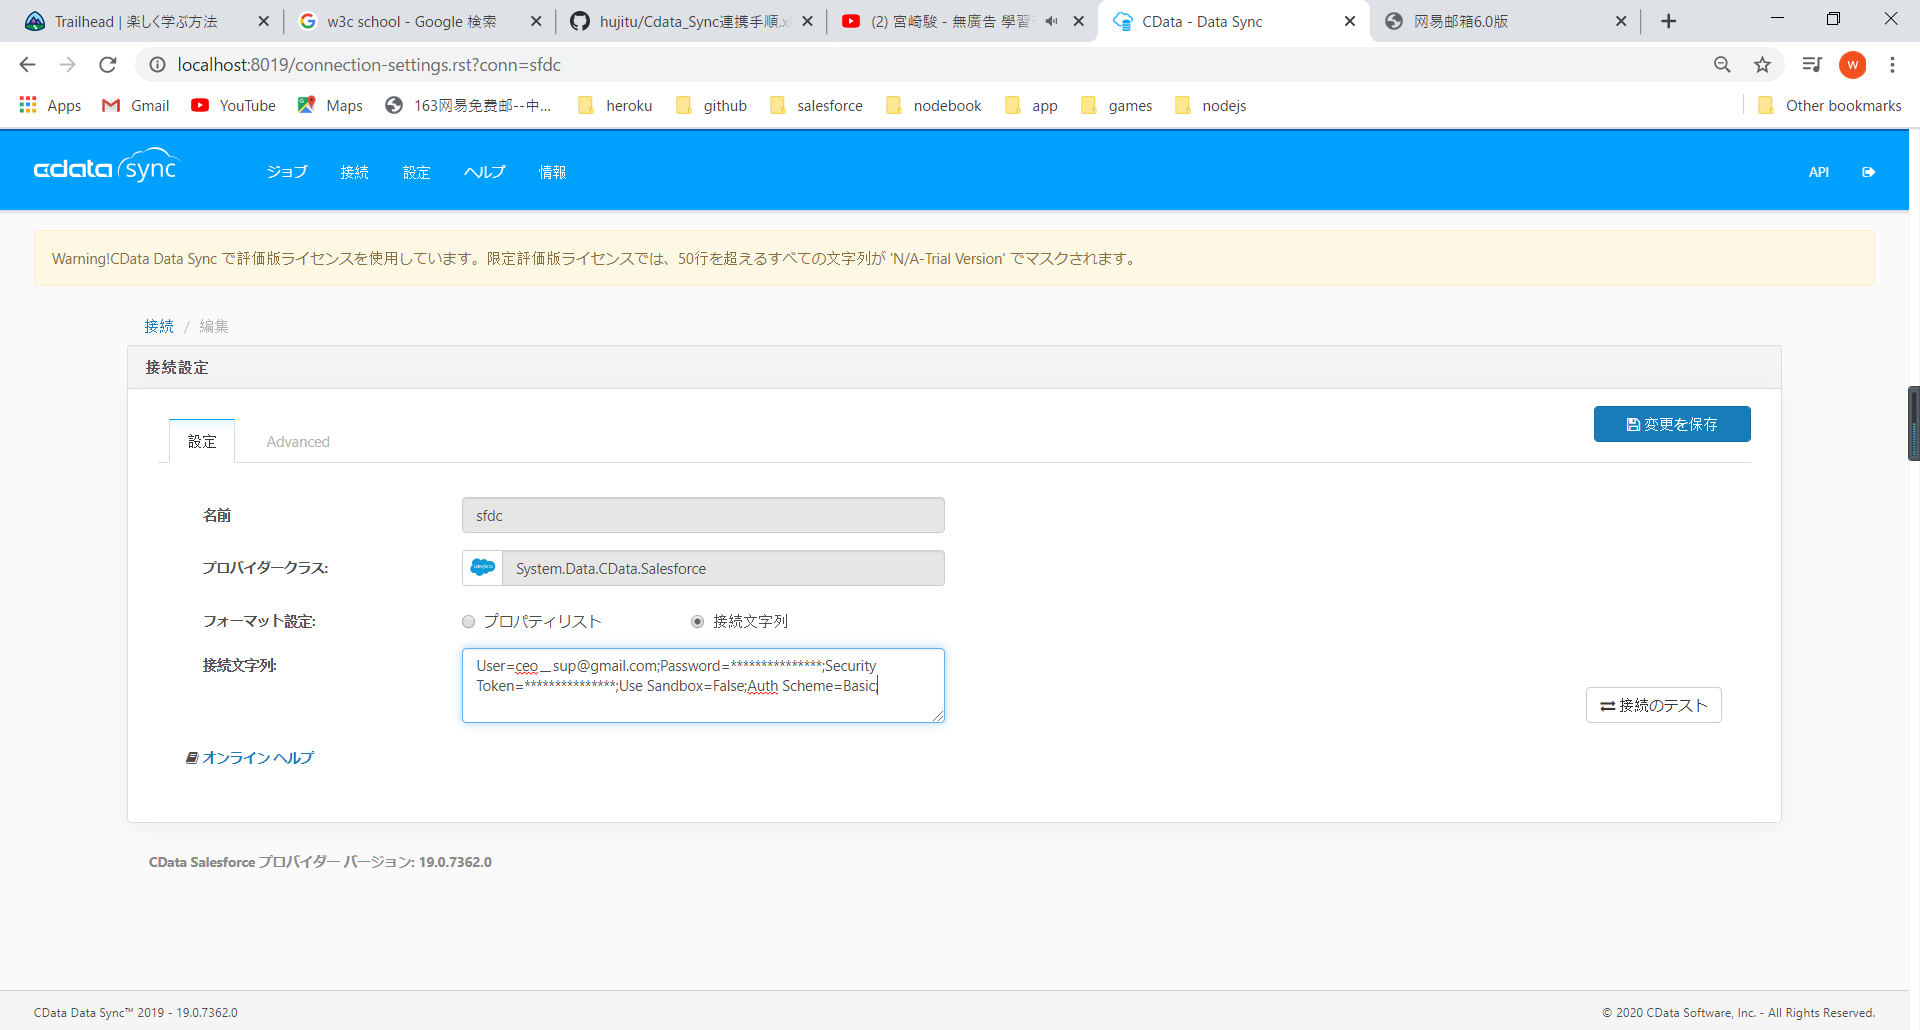 Trailhead | 楽しく学ぶ方法
w3c school - Google 検索
hujitu/Cdata_Sync連携手順.xl
(2) 宮崎駿 - 無廣告 學習
CData - Data Sync
网易邮箱6.0版
localhost:8019/connection-settings.rst?conn=sfdc
W
Apps
Gmail
YouTube
Maps
163网易免费邮--中...
heroku
github
salesforce
nodebook
app
games
nodejs
Other bookmarks
cdata sync
ジョブ
接続
設定
ヘルプ
情報
API
Warning!CData Data Sync で評価版ライセンスを使用しています。限定評価版ライセンスでは、50行を超えるすべての文字列が 'N/A-Trial Version' でマスクされます。
接続 / 編集
接続設定
設定
Advanced
変更を保存
名前
sfdc
プロバイダークラス:
System.Data.CData.Salesforce
フォーマット設定:
プロパティリスト
接続文字列
接続文字列:
User=ceo＿sup@gmail.com;Password=***************;Security
Token=***************;Use Sandbox=False;Auth Scheme=Basic;
接続のテスト
オンライン ヘルプ
CData Salesforce プロバイダー バージョン: 19.0.7362.0
CData Data Sync™ 2019 - 19.0.7362.0
© 2020 CData Software, Inc. - All Rights Reserved.